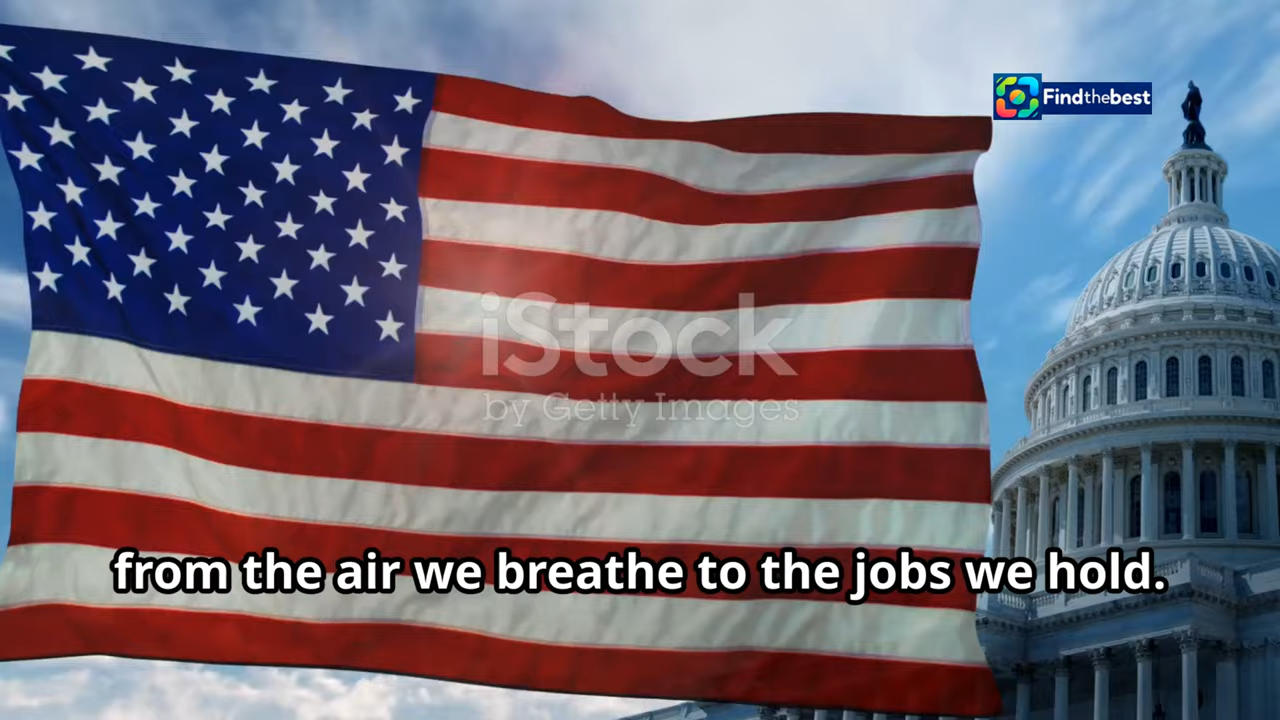 Findthebest
iStock
by Getty Images
from the air we breathe to the jobs we hold.